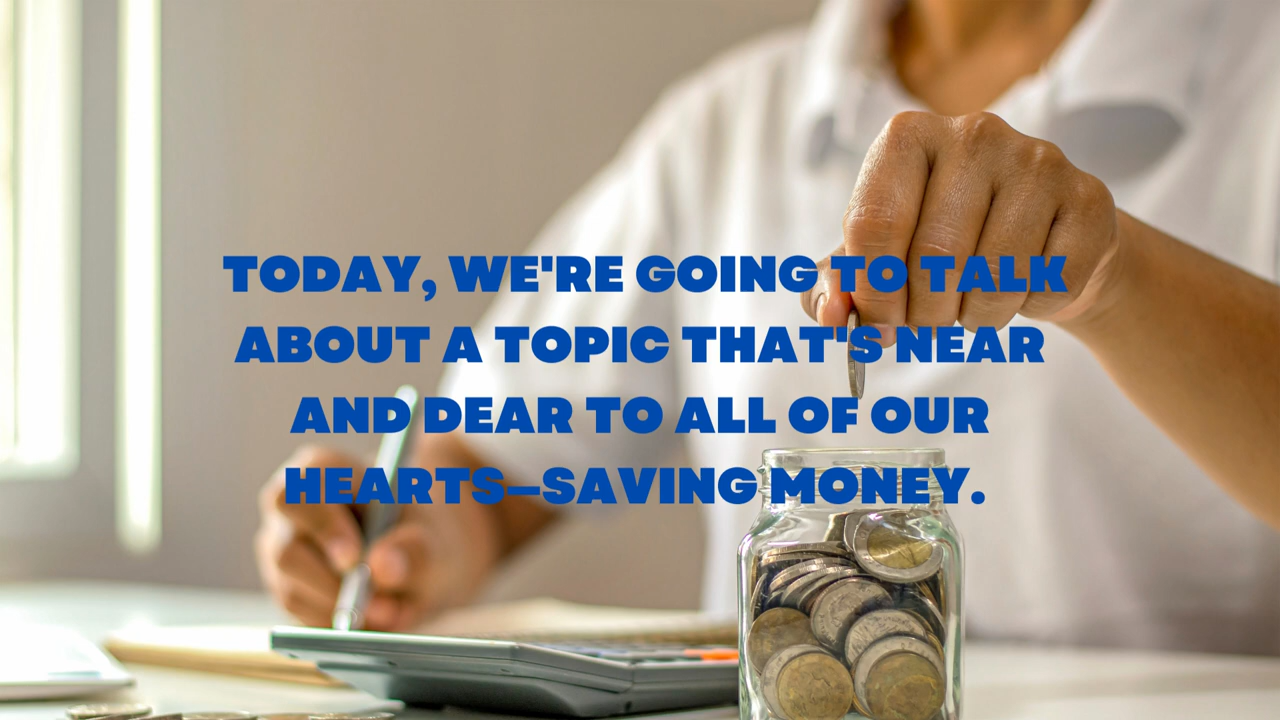 TODAY, WE'RE GOING TO TALK
ABOUT A TOPIC THAT'S NEAR
AND DEAR TO ALL OF OUR
HEARTS—SAVING MONEY.